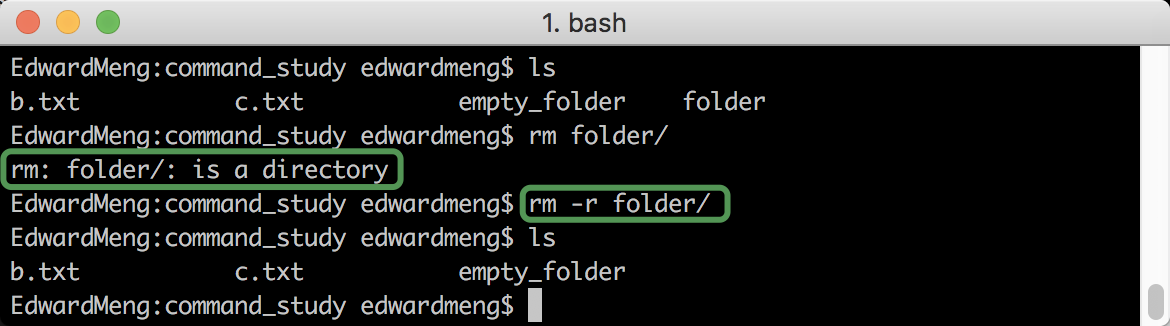 1. bash
EdwardMeng:command_study edwardmeng$ ls
b.txt c.txt empty_folder folder
EdwardMeng:command_study edwardmeng$ rm folder/
rm: folder/: is a directory
EdwardMeng:command_study edwardmeng$ rm -r folder/
EdwardMeng:command_study edwardmeng$ ls
b.txt c.txt empty_folder
EdwardMeng:command_study edwardmeng$